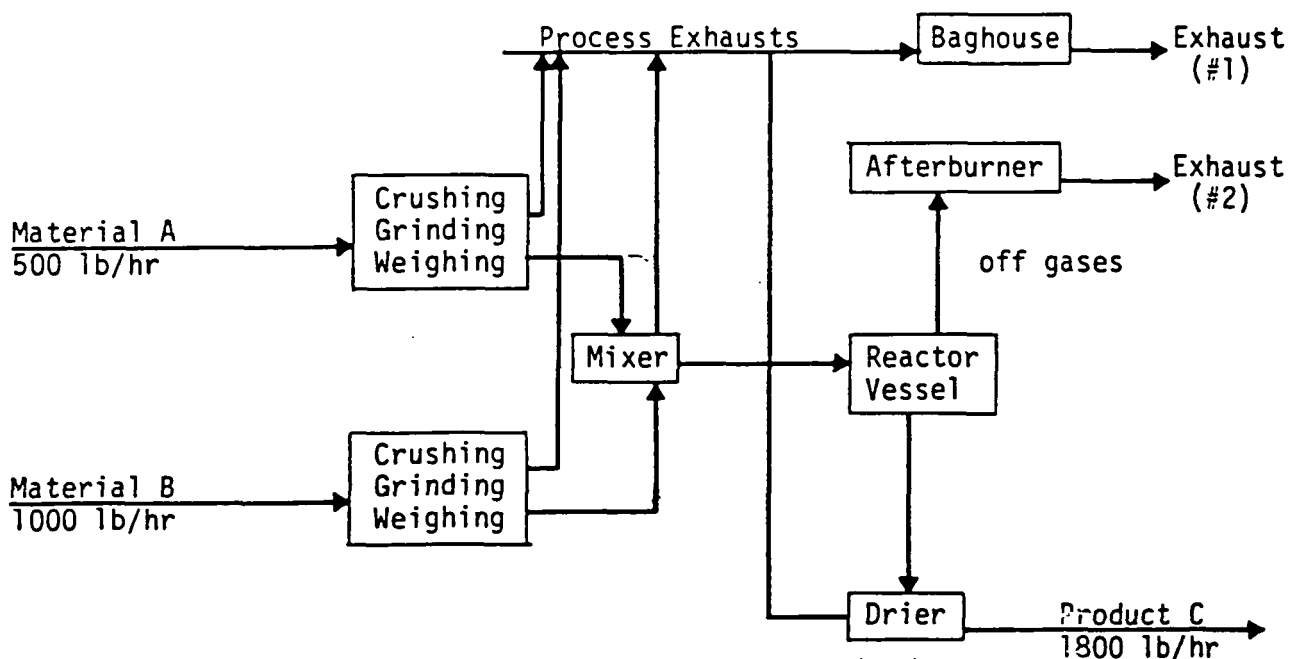 Process Exhausts
Baghouse
Exhaust
(#1)
Afterburner
Exhaust
(#2)
Crushing
Grinding
Weighing
Material A
500 lb/hr
off gases
Mixer
Reactor
Vessel
Crushing
Grinding
Weighing
Material B
1000 lb/hr
Drier
Product C
1800 lb/hr